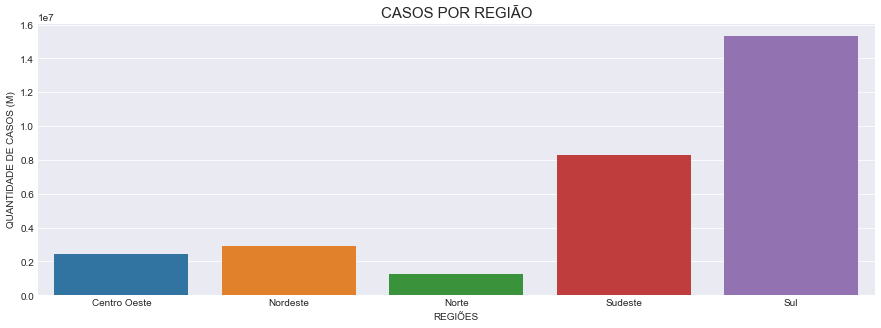 CASOS POR REGIÃO
1e7
1.6
1.4
1.2
1.0
0.8
0.6
0.4
0.2
0.0
QUANTIDADE DE CASOS (M)
Centro Oeste Nordeste Norte Sudeste Sul
REGIÕES